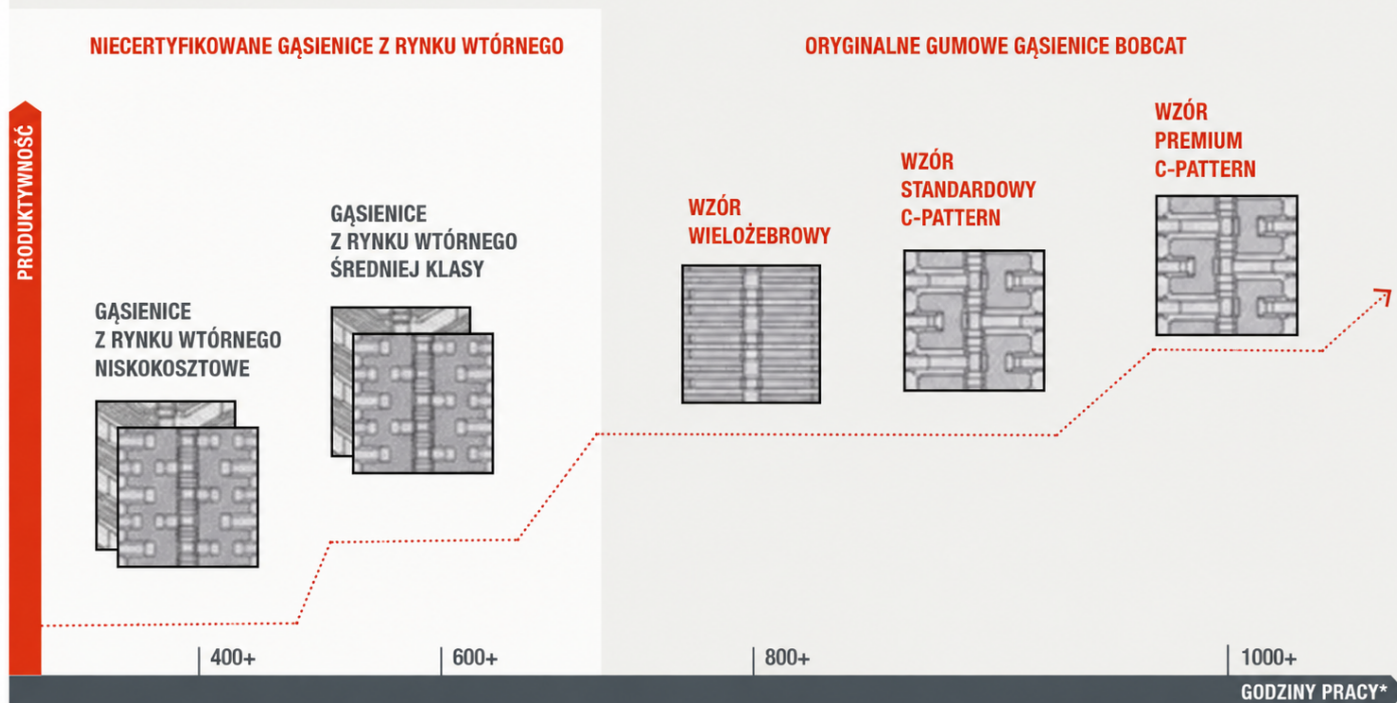 NIECERTYFIKOWANE GĄSIENICE Z RYNKU WTÓRNEGO
ORYGINALNE GUMOWE GĄSIENICE BOBCAT
PRODUKTYWNOŚĆ
GĄSIENICE
Z RYNKU WTÓRNEGO
NISKOKOSZTOWE
GĄSIENICE
Z RYNKU WTÓRNEGO
ŚREDNIEJ KLASY
WZÓR
WIELOŻEBROWY
WZÓR
STANDARDOWY
C-PATTERN
WZÓR
PREMIUM
C-PATTERN
400+
600+
800+
1000+
GODZINY PRACY*